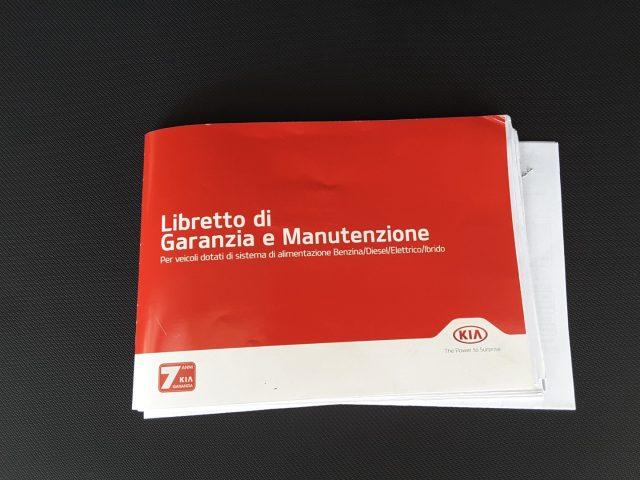 Libretto di
Garanzia e Manutenzione
Per veicoli dotati di sistema di alimentazione Benzina/Diesel/Elettrico/Ibrido
KIA
The Power to Surprise
7 ANNI
KIA
GARANZIA